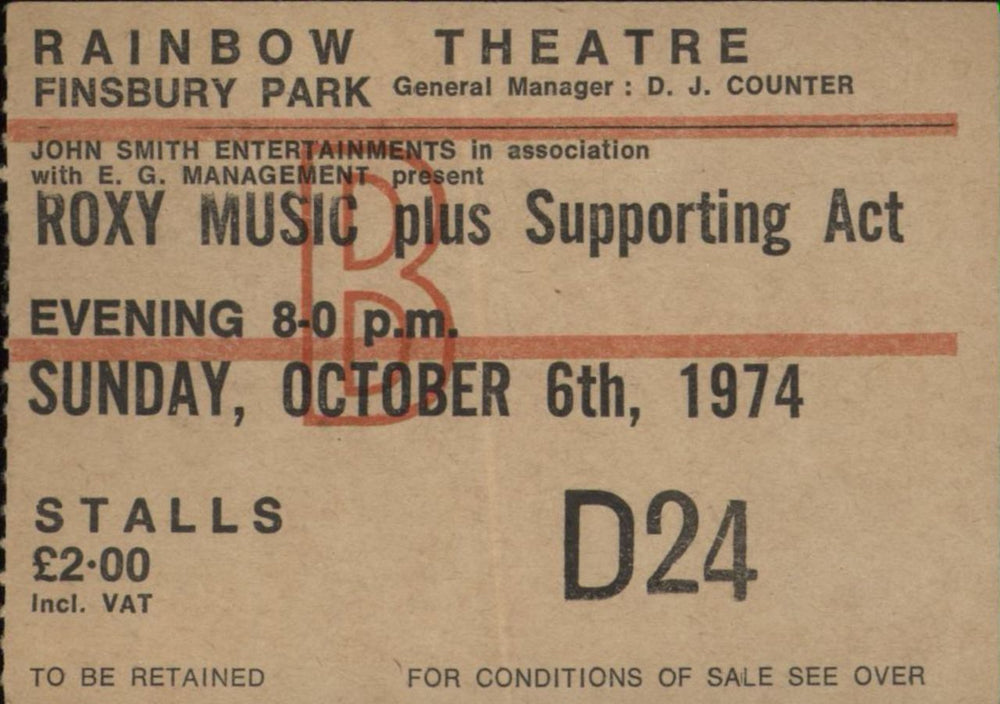 RAINBOW THEATRE
FINSBURY PARK General Manager : D. J. COUNTER
JOHN SMITH ENTERTAINMENTS in association
with E. G. MANAGEMENT present
ROXY MUSIC plus Supporting Act
B
EVENING 8-0 p.m.
SUNDAY, OCTOBER 6th, 1974
STALLS
£2·00
Incl. VAT
D24
TO BE RETAINED FOR CONDITIONS OF SALE SEE OVER